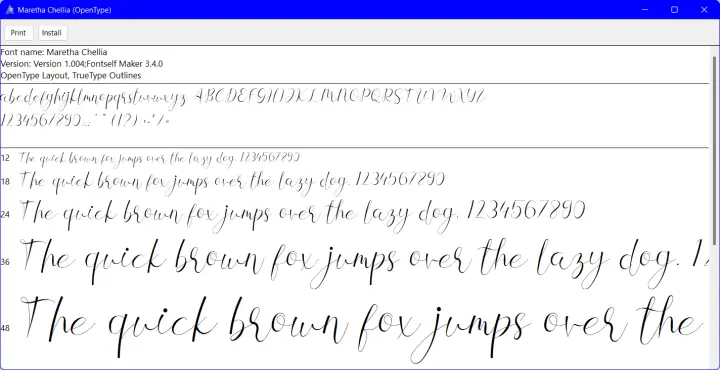 Maretha Chellia (OpenType)
Print Install
Font name: Maretha Chellia
Version: Version 1.004;Fontself Maker 3.4.0
OpenType Layout, TrueType Outlines
abcdefghijklmnopqrstuvwxyz ABCDEFGHIJKLMNOPQRSTUVWXYZ
12 The quick brown fox jumps over the lazy dog. 1234567890
18 The quick brown fox jumps over the lazy dog. 1234567890
24 The quick brown fox jumps over the lazy dog. 1234567890
36 The quick brown fox jumps over the lazy dog. 12
48 The quick brown fox jumps over the